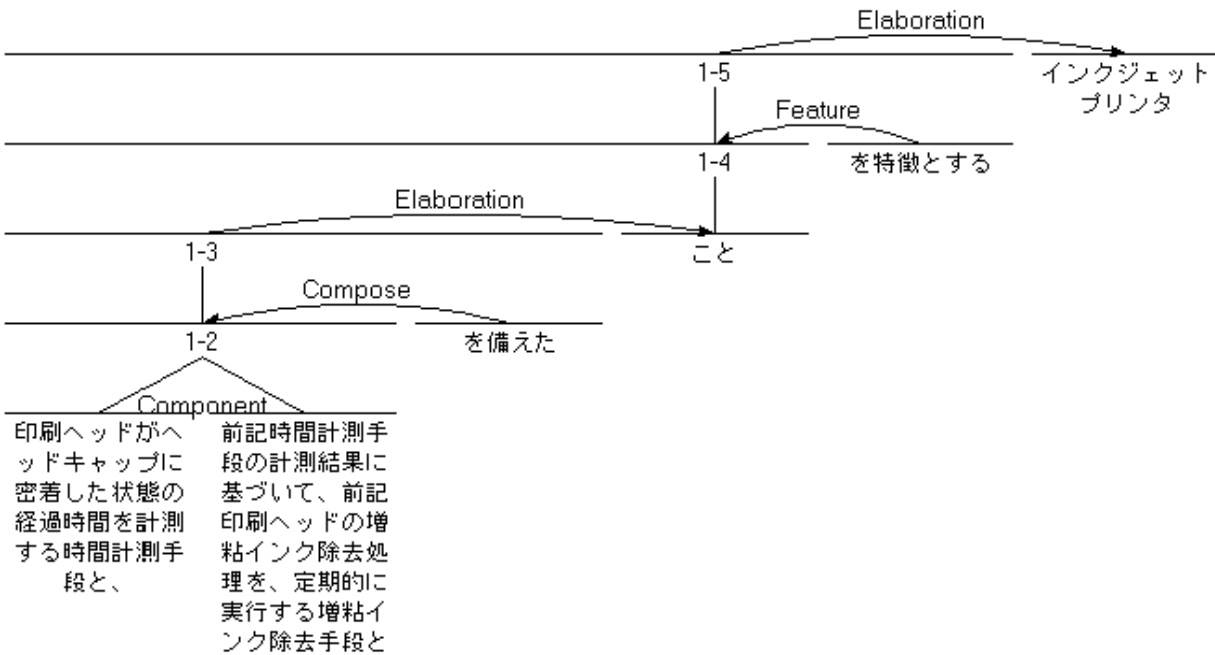 Elaboration
1-5
インクジェット
プリンタ
Feature
1-4
を特徴とする
Elaboration
1-3
こと
Compose
1-2
を備えた
Component
印刷ヘッドがヘ
ッドキャップに
密着した状態の
経過時間を計測
する時間計測手
段と、
前記時間計測手
段の計測結果に
基づいて、前記
印刷ヘッドの増
粘インク除去処
理を、定期的に
実行する増粘イ
ンク除去手段と